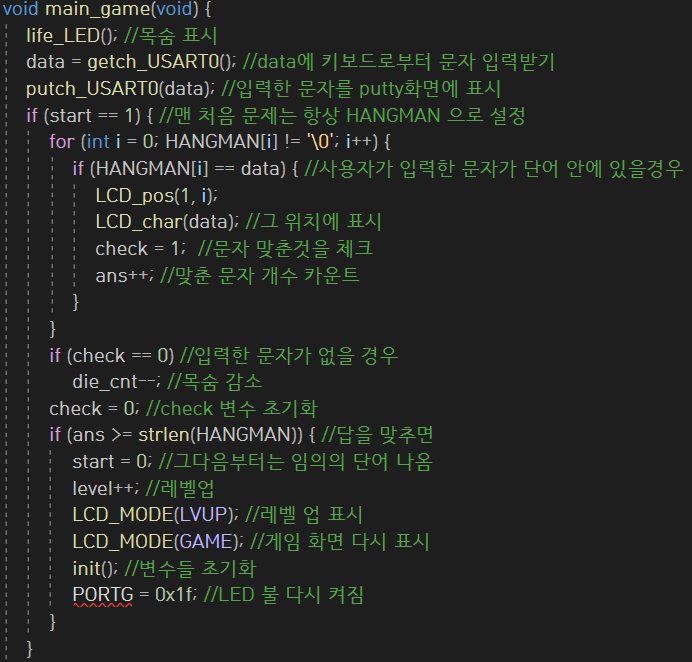 void main_game(void) {
life_LED(); //목숨 표시
data = getch_USART0(); //data에 키보드로부터 문자 입력받기
putch_USART0(data); //입력한 문자를 putty화면에 표시
if (start == 1) { //맨 처음 문제는 항상 HANGMAN 으로 설정
for (int i = 0; HANGMAN[i] != '\0'; i++) {
if (HANGMAN[i] == data) { //사용자가 입력한 문자가 단어 안에 있을경우
LCD_pos(1, i);
LCD_char(data); //그 위치에 표시
check = 1; //문자 맞춘것을 체크
ans++; //맞춘 문자 개수 카운트
}
}
if (check == 0) //입력한 문자가 없을 경우
die_cnt--; //목숨 감소
check = 0; //check 변수 초기화
if (ans >= strlen(HANGMAN)) { //답을 맞추면
start = 0; //그다음부터는 임의의 단어 나옴
level++; //레벨업
LCD_MODE(LVUP); //레벨 업 표시
LCD_MODE(GAME); //게임 화면 다시 표시
init(); //변수들 초기화
PORTG = 0x1f; //LED 불 다시 켜짐
}
}